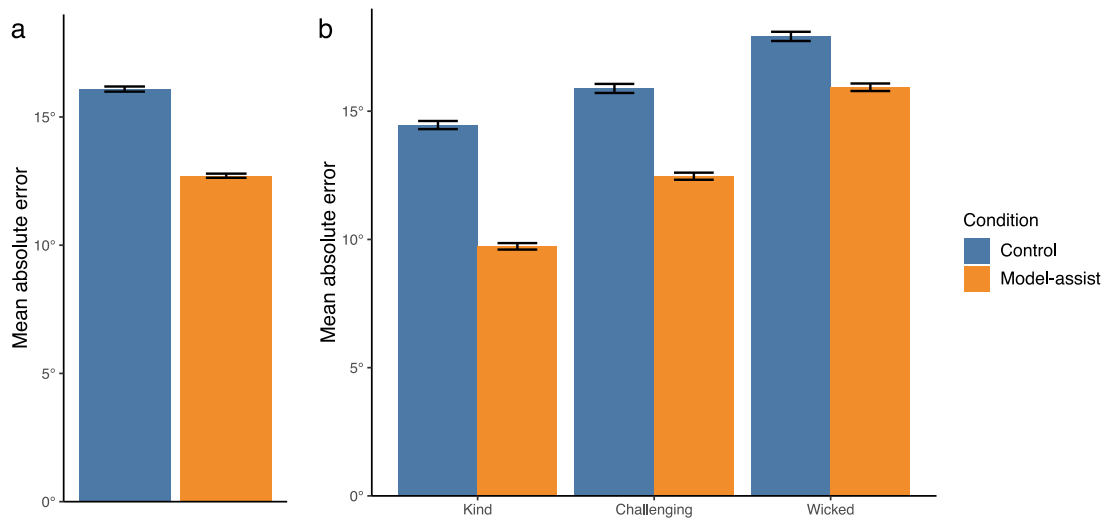 a
Mean absolute error
15°
10°
5°
0°
b
Mean absolute error
15°
10°
5°
0°
Kind
Challenging
Wicked
Condition
Control
Model-assist